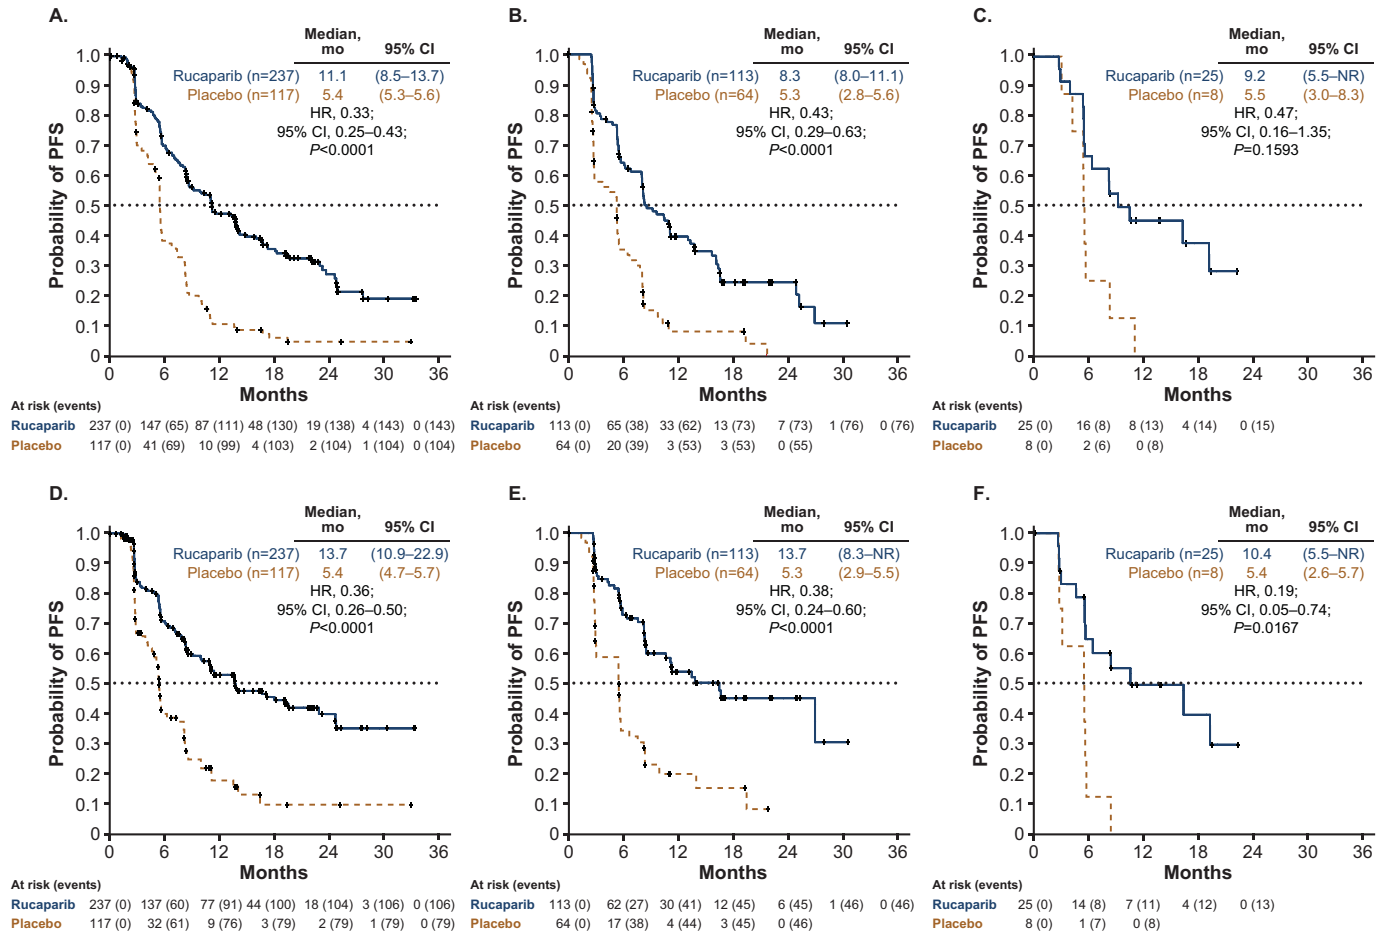 A.
Median, mo 95% CI
Rucaparib (n=237) 11.1 (8.5–13.7)
Placebo (n=117) 5.4 (5.3–5.6)
HR, 0.33;
95% CI, 0.25–0.43;
P<0.0001
Probability of PFS
1.0
0.9
0.8
0.7
0.6
0.5
0.4
0.3
0.2
0.1
0
0 6 12 18 24 30 36
Months
At risk (events)
Rucaparib 237 (0) 147 (65) 87 (111) 48 (130) 19 (138) 4 (143) 0 (143)
Placebo 117 (0) 41 (69) 10 (99) 4 (103) 2 (104) 1 (104) 0 (104)
B.
Median, mo 95% CI
Rucaparib (n=113) 8.3 (8.0–11.1)
Placebo (n=64) 5.3 (2.8–5.6)
HR, 0.43;
95% CI, 0.29–0.63;
P<0.0001
Probability of PFS
1.0
0.9
0.8
0.7
0.6
0.5
0.4
0.3
0.2
0.1
0
0 6 12 18 24 30 36
Months
At risk (events)
Rucaparib 113 (0) 65 (38) 33 (62) 13 (73) 7 (73) 1 (76) 0 (76)
Placebo 64 (0) 20 (39) 3 (53) 3 (53) 0 (55)
C.
Median, mo 95% CI
Rucaparib (n=25) 9.2 (5.5–NR)
Placebo (n=8) 5.5 (3.0–8.3)
HR, 0.47;
95% CI, 0.16–1.35;
P=0.1593
Probability of PFS
1.0
0.9
0.8
0.7
0.6
0.5
0.4
0.3
0.2
0.1
0
0 6 12 18 24 30 36
Months
At risk (events)
Rucaparib 25 (0) 16 (8) 8 (13) 4 (14) 0 (15)
Placebo 8 (0) 2 (6) 0 (8)
D.
Median, mo 95% CI
Rucaparib (n=237) 13.7 (10.9–22.9)
Placebo (n=117) 5.4 (4.7–5.7)
HR, 0.36;
95% CI, 0.26–0.50;
P<0.0001
Probability of PFS
1.0
0.9
0.8
0.7
0.6
0.5
0.4
0.3
0.2
0.1
0
0 6 12 18 24 30 36
Months
At risk (events)
Rucaparib 237 (0) 137 (60) 77 (91) 44 (100) 18 (104) 3 (106) 0 (106)
Placebo 117 (0) 32 (61) 9 (76) 3 (79) 2 (79) 1 (79) 0 (79)
E.
Median, mo 95% CI
Rucaparib (n=113) 13.7 (8.3–NR)
Placebo (n=64) 5.3 (2.9–5.5)
HR, 0.38;
95% CI, 0.24–0.60;
P<0.0001
Probability of PFS
1.0
0.9
0.8
0.7
0.6
0.5
0.4
0.3
0.2
0.1
0
0 6 12 18 24 30 36
Months
At risk (events)
Rucaparib 113 (0) 62 (27) 30 (41) 12 (45) 6 (45) 1 (46) 0 (46)
Placebo 64 (0) 17 (38) 4 (44) 3 (45) 0 (46)
F.
Median, mo 95% CI
Rucaparib (n=25) 10.4 (5.5–NR)
Placebo (n=8) 5.4 (2.6–5.7)
HR, 0.19;
95% CI, 0.05–0.74;
P=0.0167
Probability of PFS
1.0
0.9
0.8
0.7
0.6
0.5
0.4
0.3
0.2
0.1
0
0 6 12 18 24 30 36
Months
At risk (events)
Rucaparib 25 (0) 14 (8) 7 (11) 4 (12) 0 (13)
Placebo 8 (0) 1 (7) 0 (8)